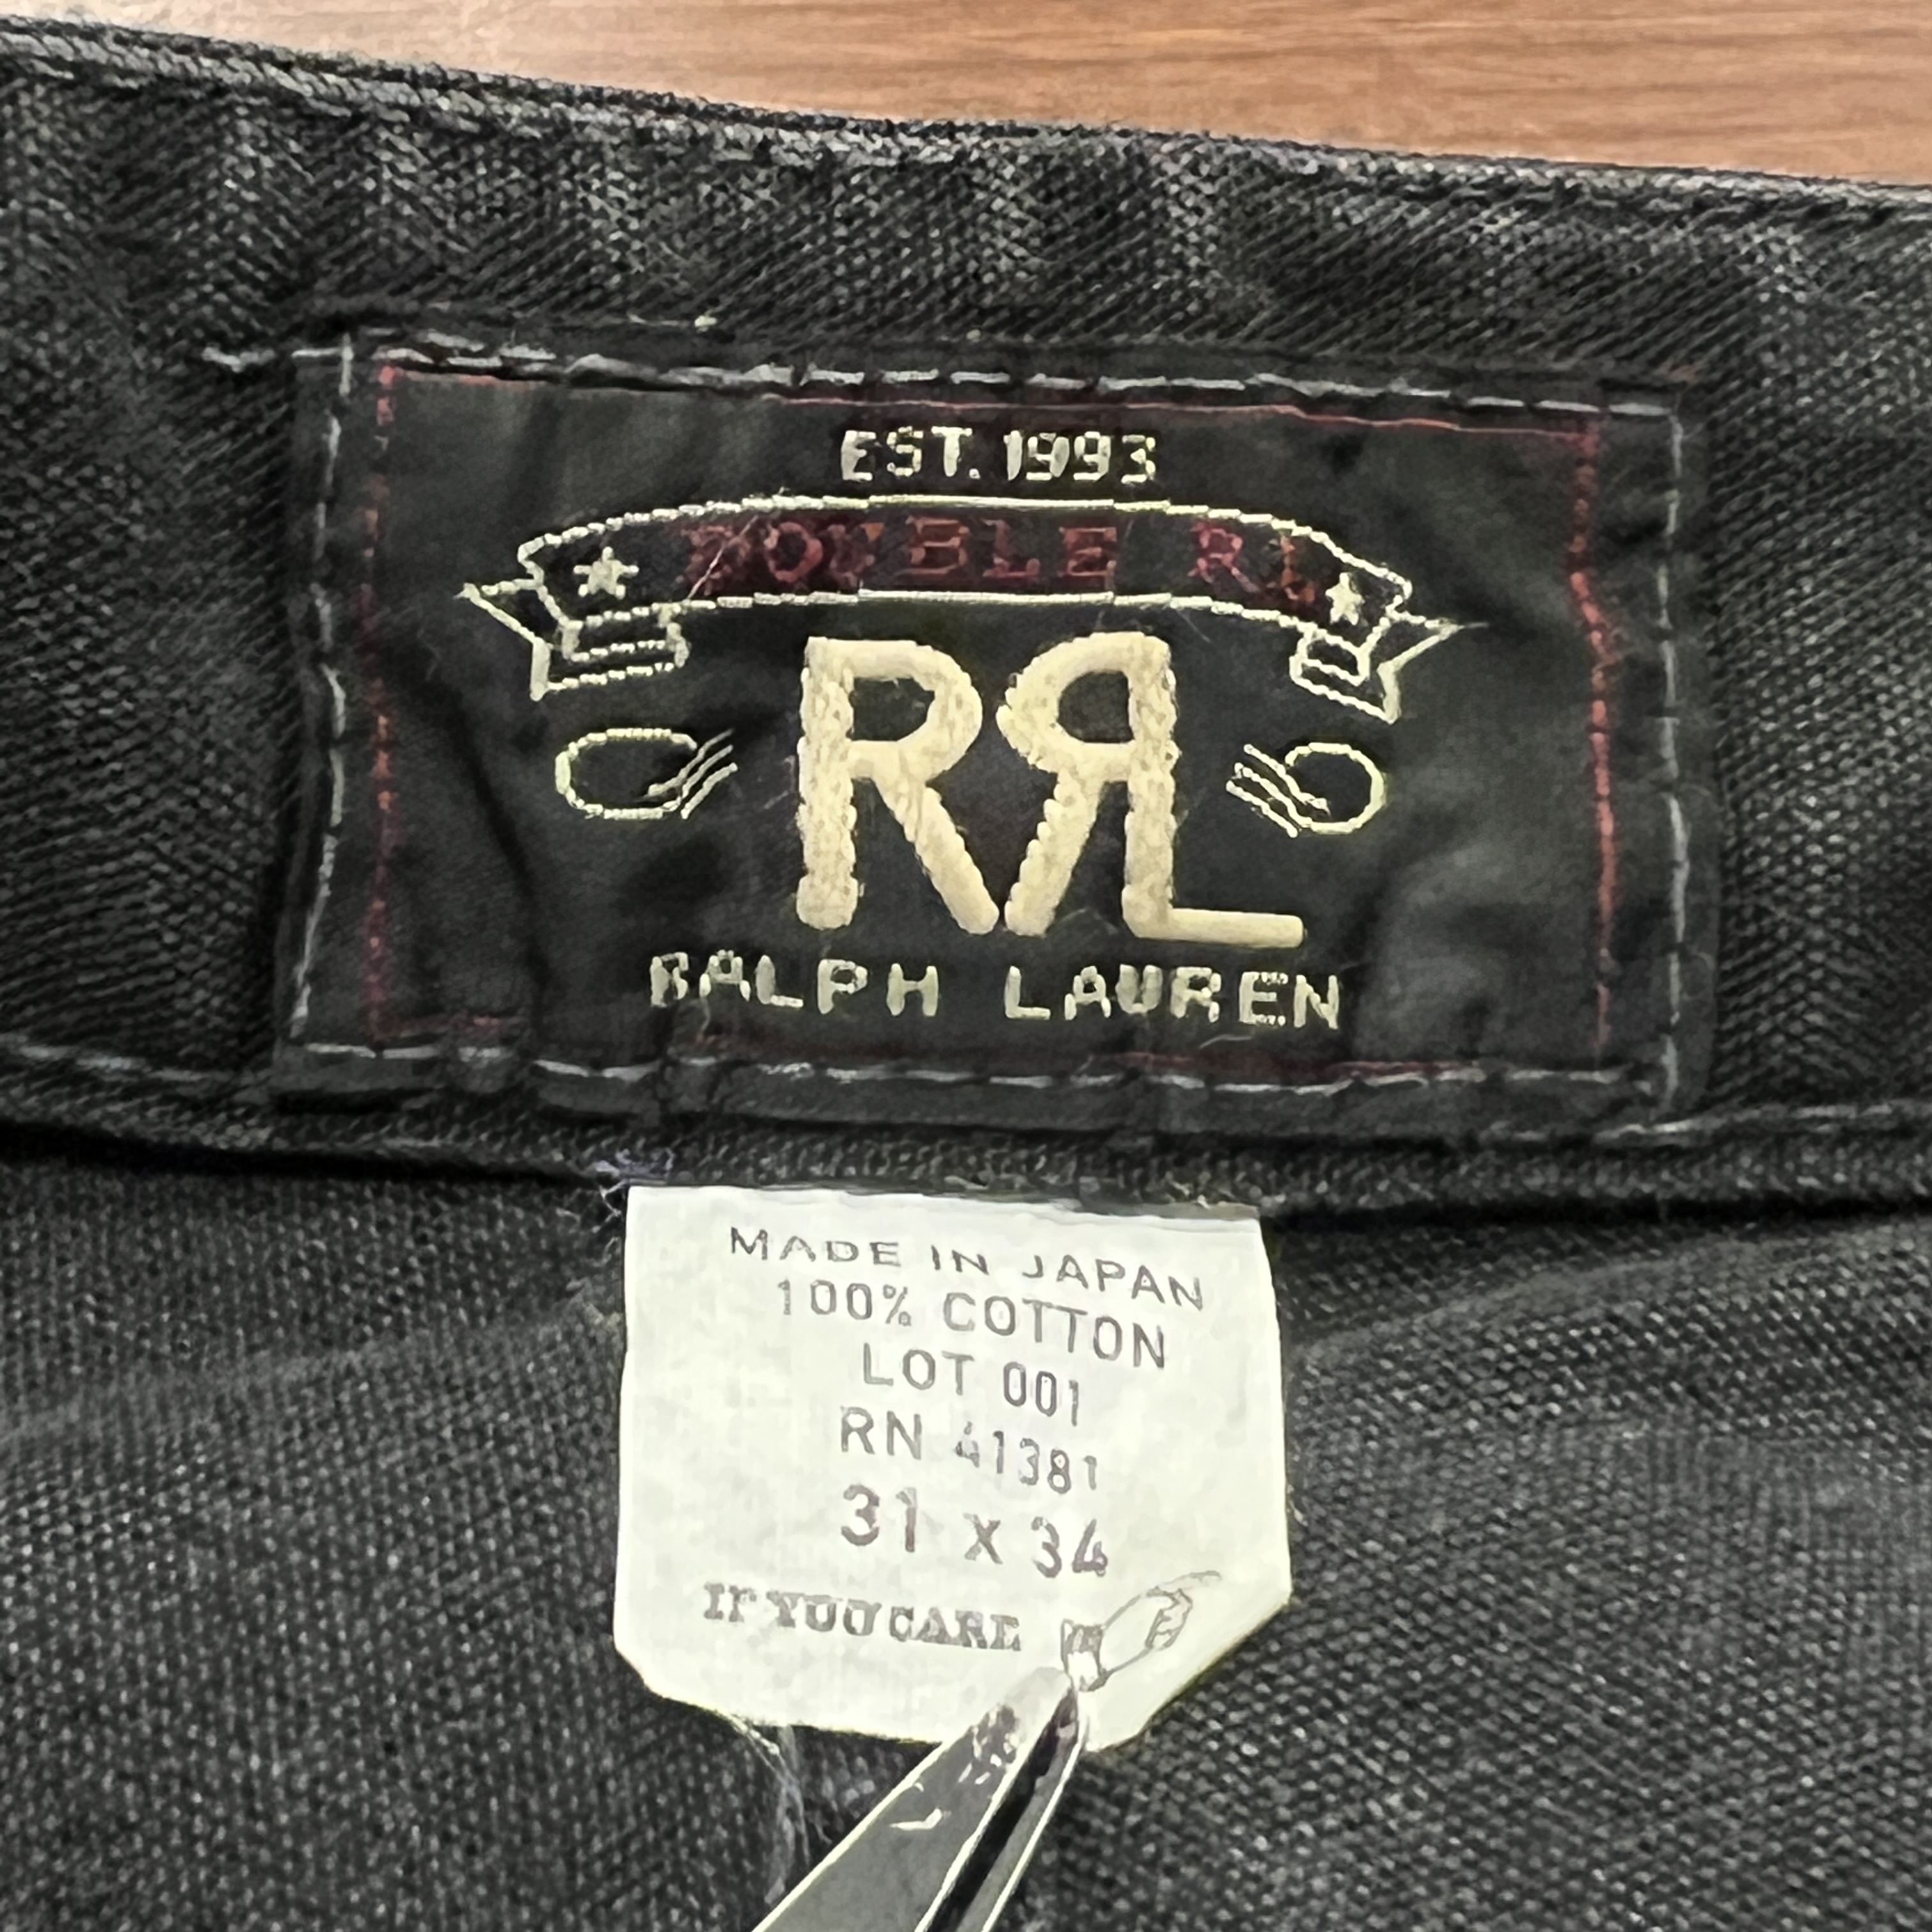 EST. 1993
DOUBLE RL
RRL
RALPH LAUREN
MADE IN JAPAN
100% COTTON
LOT 001
RN 41381
31 x 34
IF YOU CARE